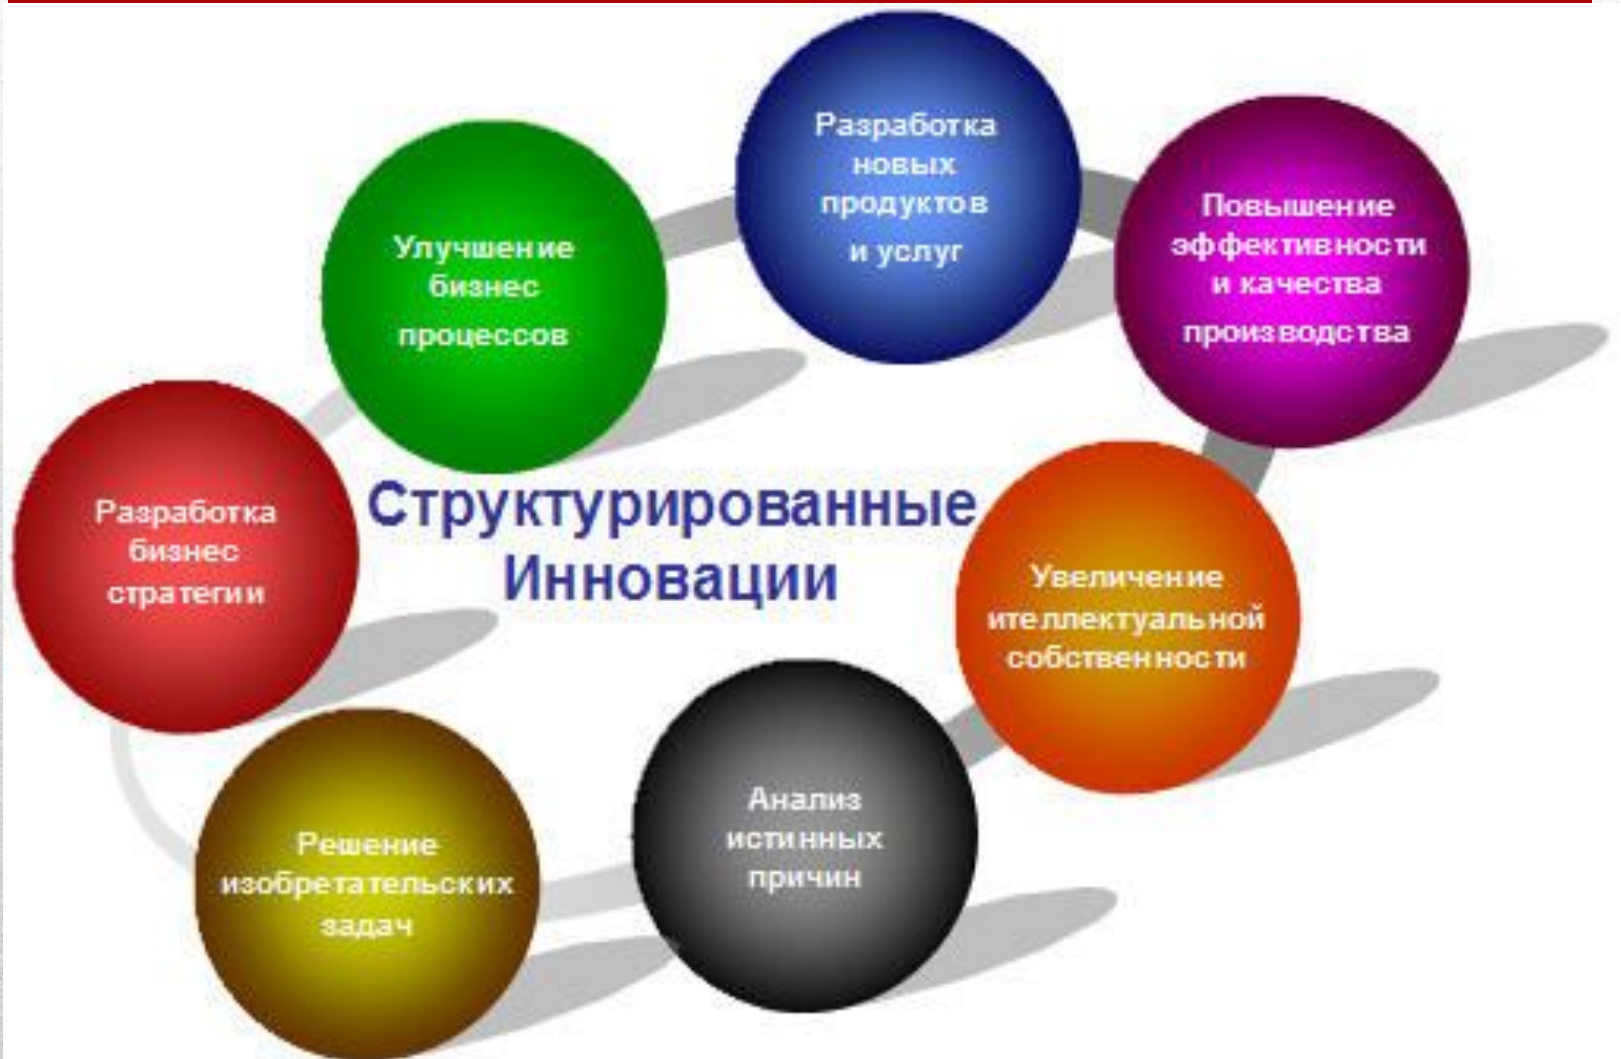 Разработка
новых
продуктов
и услуг
Повышение
эффективности
и качества
производства
Улучшение
бизнес
процессов
Структурированные
Инновации
Разработка
бизнес
стратегии
Увеличение
ителлектуальной
собственности
Анализ
истинных
причин
Решение
изобретательских
задач